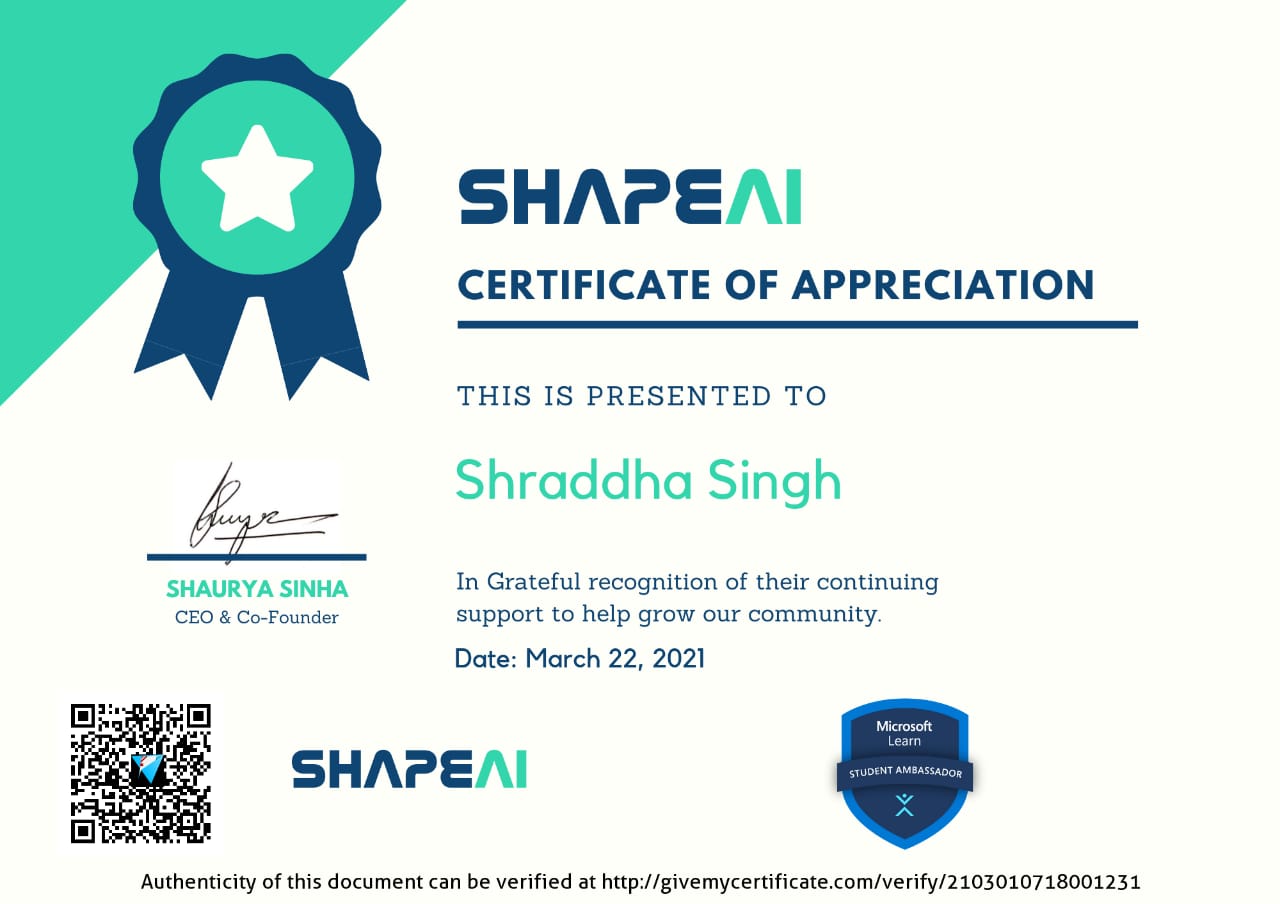 SHAPEAI
CERTIFICATE OF APPRECIATION
THIS IS PRESENTED TO
Shraddha Singh
SHAURYA SINHA
CEO & Co-Founder
In Grateful recognition of their continuing
support to help grow our community.
Date: March 22, 2021
SHAPEAI
Microsoft
Learn
STUDENT AMBASSADOR
Authenticity of this document can be verified at http://givemycertificate.com/verify/2103010718001231